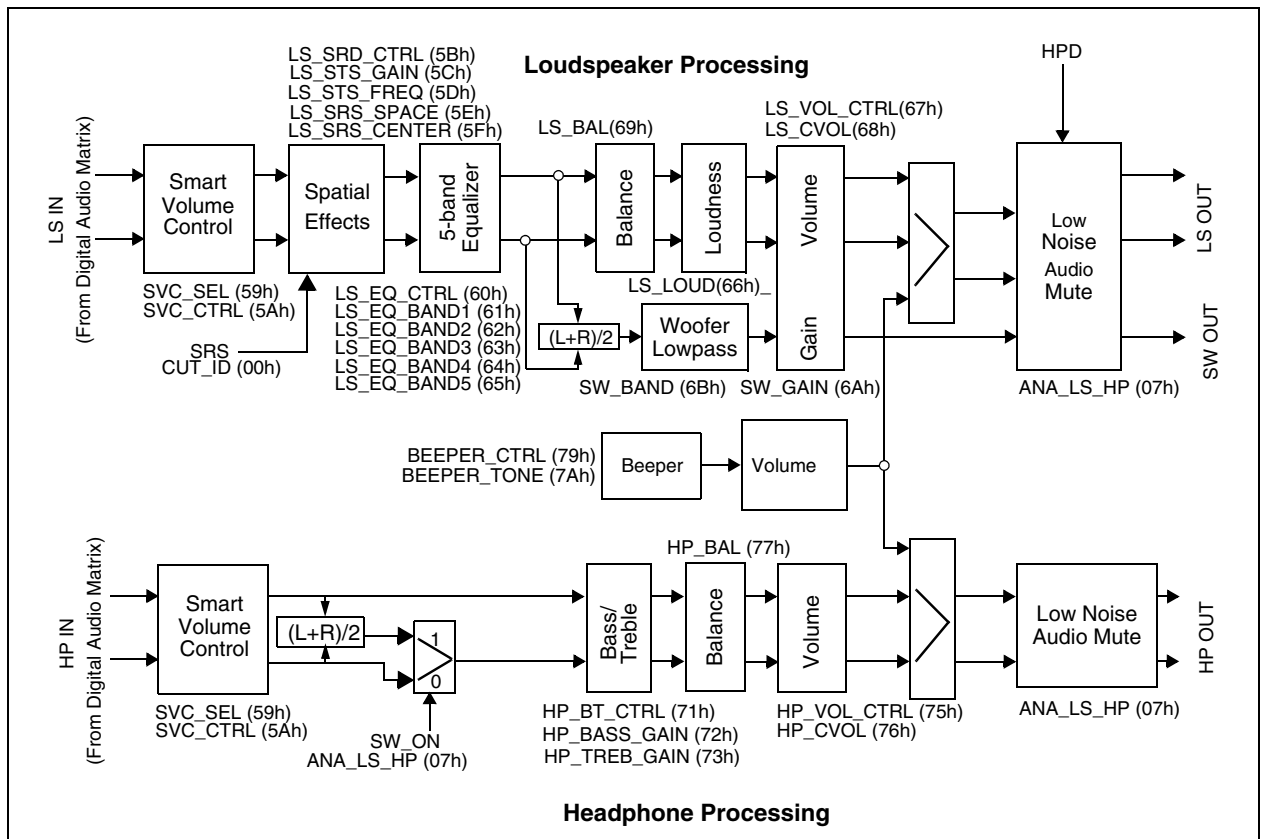 Loudspeaker Processing
HPD
LS_SRD_CTRL (5Bh)
LS_STS_GAIN (5Ch)
LS_STS_FREQ (5Dh)
LS_SRS_SPACE (5Eh)
LS_SRS_CENTER (5Fh)
LS_BAL(69h)
LS_VOL_CTRL(67h)
LS_CVOL(68h)
LS IN
(From Digital Audio Matrix)
Smart
Volume
Control
Spatial
Effects
5-band
Equalizer
Balance
Loudness
Volume
Gain
Low
Noise
Audio
Mute
LS OUT
SW OUT
SVC_SEL (59h)
SVC_CTRL (5Ah)
SRS
CUT_ID (00h)
LS_EQ_CTRL (60h)
LS_EQ_BAND1 (61h)
LS_EQ_BAND2 (62h)
LS_EQ_BAND3 (63h)
LS_EQ_BAND4 (64h)
LS_EQ_BAND5 (65h)
LS_LOUD(66h)_
(L+R)/2
Woofer
Lowpass
SW_BAND (6Bh)
SW_GAIN (6Ah)
ANA_LS_HP (07h)
BEEPER_CTRL (79h)
BEEPER_TONE (7Ah)
Beeper
Volume
HP IN
(From Digital Audio Matrix)
Smart
Volume
Control
(L+R)/2
1
0
HP_BAL (77h)
Bass/
Treble
Balance
Volume
Low Noise
Audio Mute
HP OUT
SVC_SEL (59h)
SVC_CTRL (5Ah)
SW_ON
ANA_LS_HP (07h)
HP_BT_CTRL (71h)
HP_BASS_GAIN (72h)
HP_TREB_GAIN (73h)
HP_VOL_CTRL (75h)
HP_CVOL (76h)
ANA_LS_HP (07h)
Headphone Processing